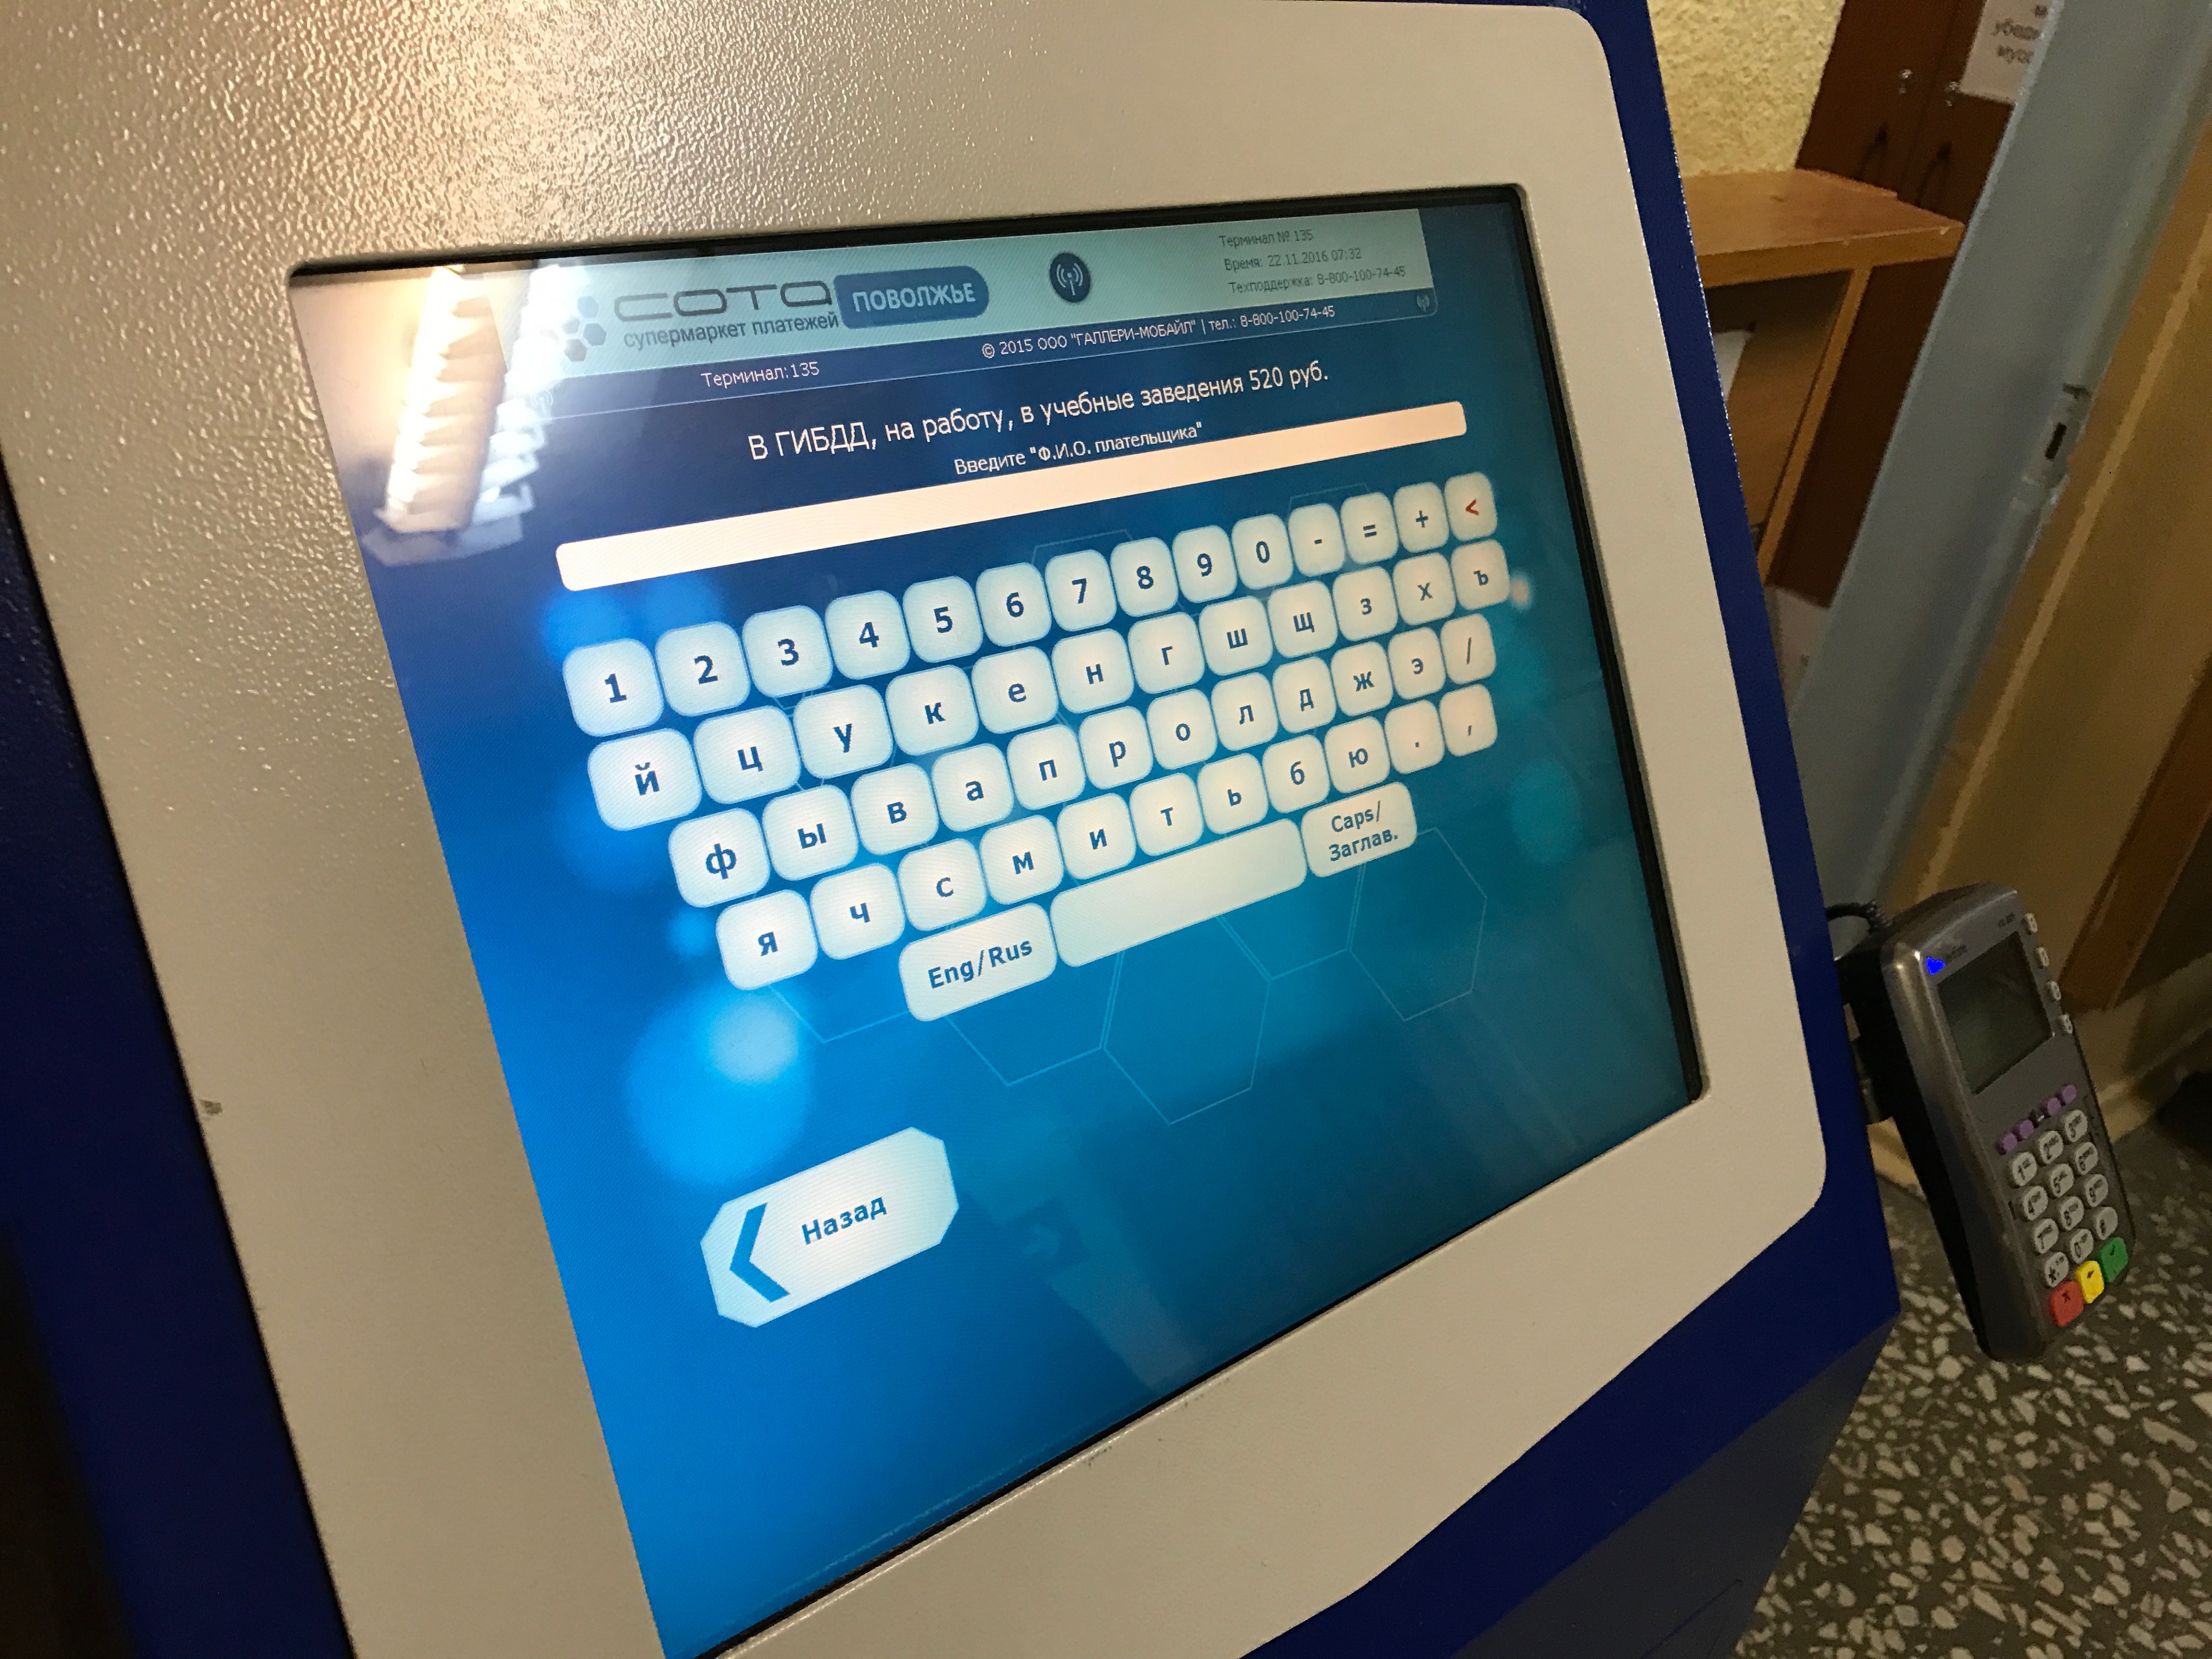 сота ПОВОЛЖЬЕ
супермаркет платежей
Терминал № 135
Время: 22.11.2016 07:32
Техподдержка: 8-800-100-74-45
Терминал:135
© 2015 ООО "ГАЛЛЕРИ-МОБАЙЛ" | тел.: 8-800-100-74-45
В ГИБДД, на работу, в учебные заведения 520 руб.
Введите "Ф.И.О. плательщика"
1 2 3 4 5 6 7 8 9 0 - = + <
й ц у к е н г ш щ з х ъ
ф ы в а п р о л д ж э /
я ч с м и т ь б ю . ,
Eng/Rus
Caps/
Заглав.
Назад